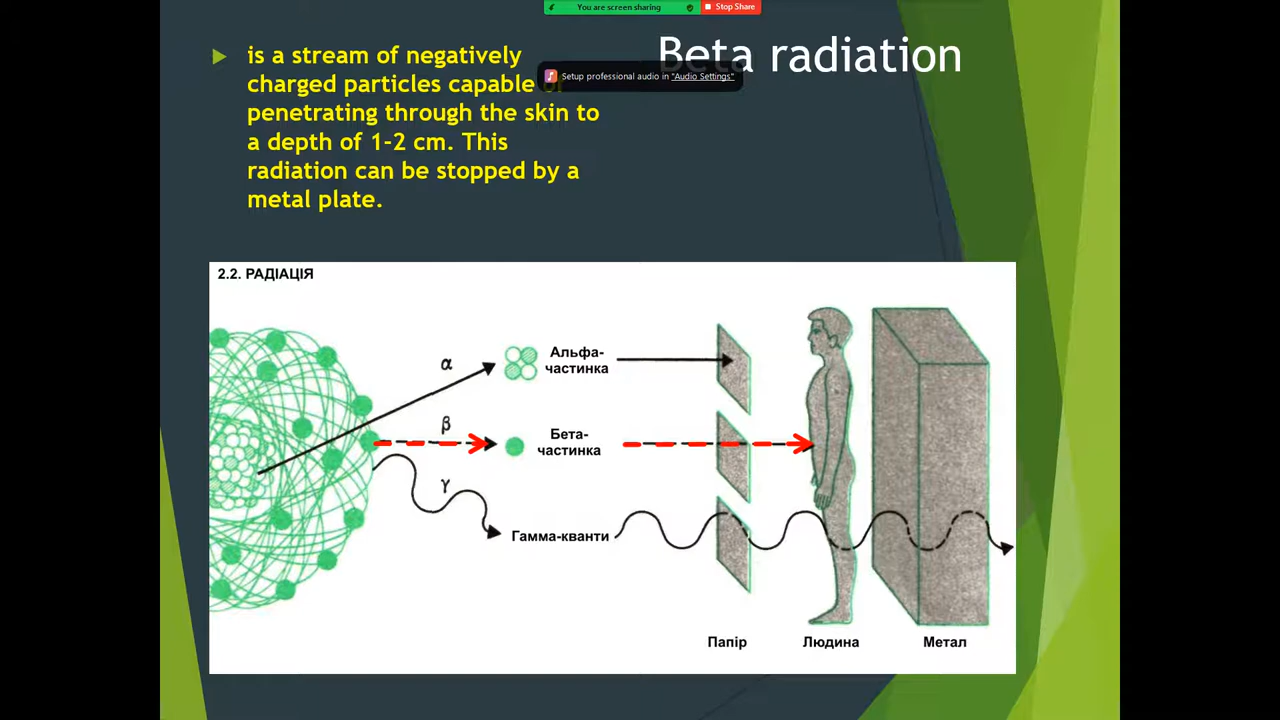 You are screen sharing
Stop Share
Beta radiation
Setup professional audio in "Audio Settings"
is a stream of negatively
charged particles capable of
penetrating through the skin to
a depth of 1-2 cm. This
radiation can be stopped by a
metal plate.
2.2. РАДІАЦІЯ
α
Альфа-
частинка
β
Бета-
частинка
γ
Гамма-кванти
Папір
Людина
Метал